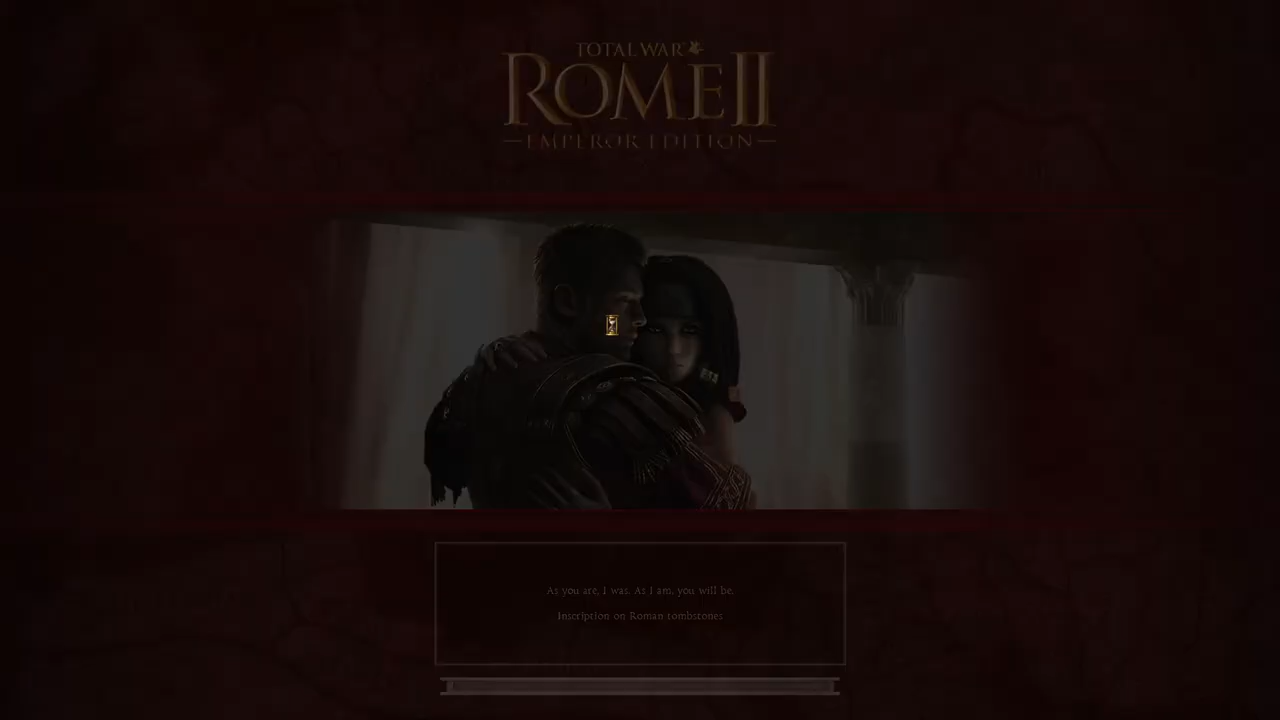 TOTAL WAR
ROME II
EMPEROR EDITION
As you are, I was. As I am, you will be.
Inscription on Roman tombstones